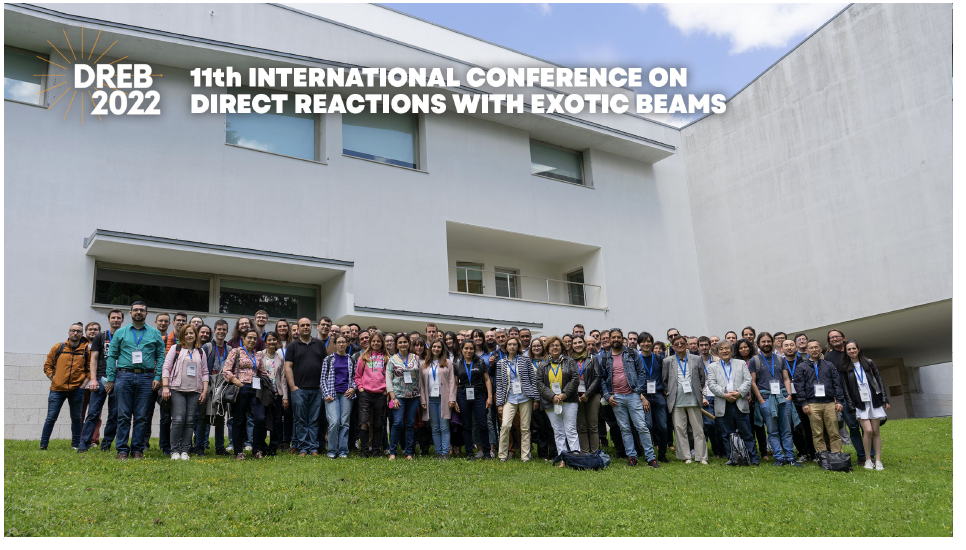 DREB
2022
11th INTERNATIONAL CONFERENCE ON
DIRECT REACTIONS WITH EXOTIC BEAMS